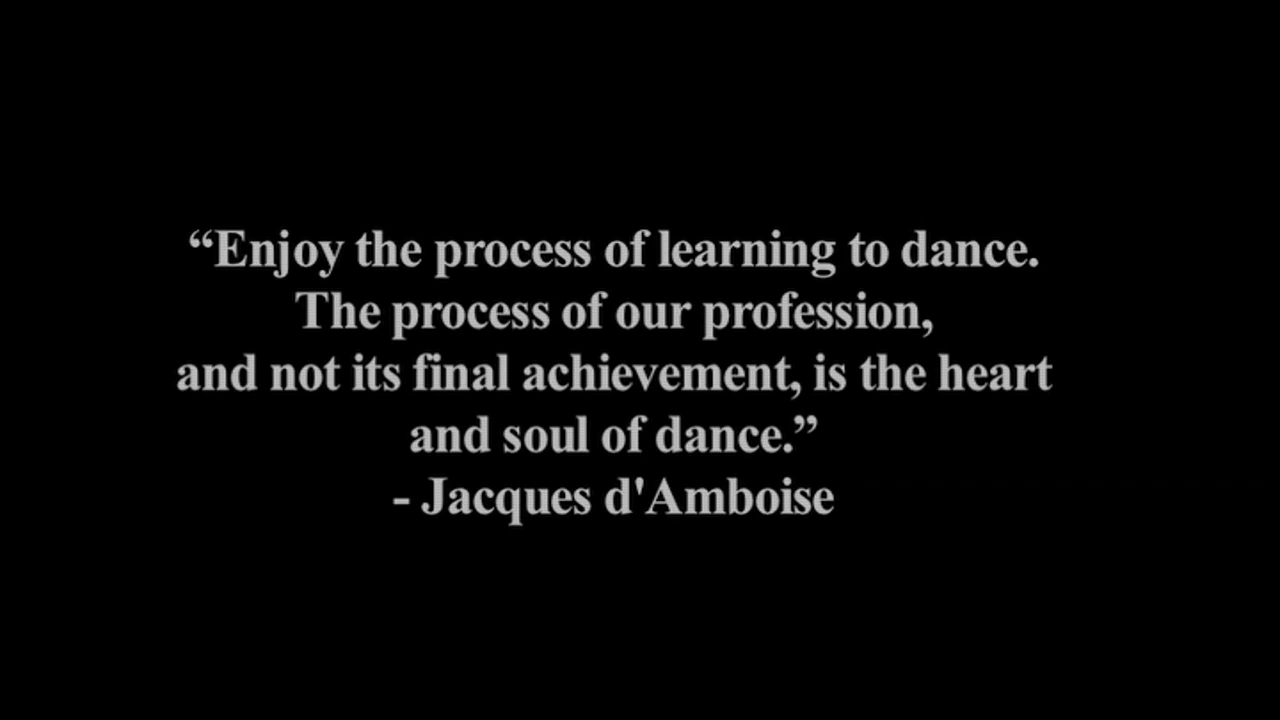 “Enjoy the process of learning to dance.
The process of our profession,
and not its final achievement, is the heart
and soul of dance.”
- Jacques d'Amboise